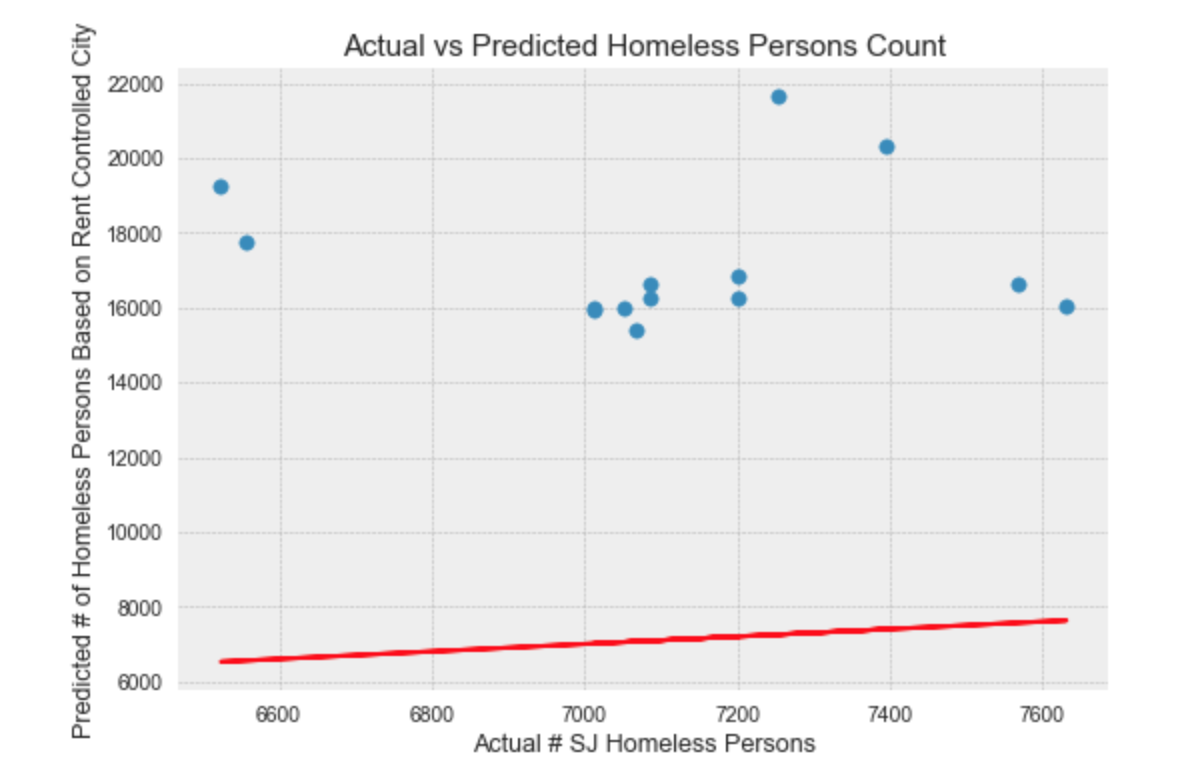 Actual vs Predicted Homeless Persons Count
Predicted # of Homeless Persons Based on Rent Controlled City
22000
20000
18000
16000
14000
12000
10000
8000
6000
6600 6800 7000 7200 7400 7600
Actual # SJ Homeless Persons